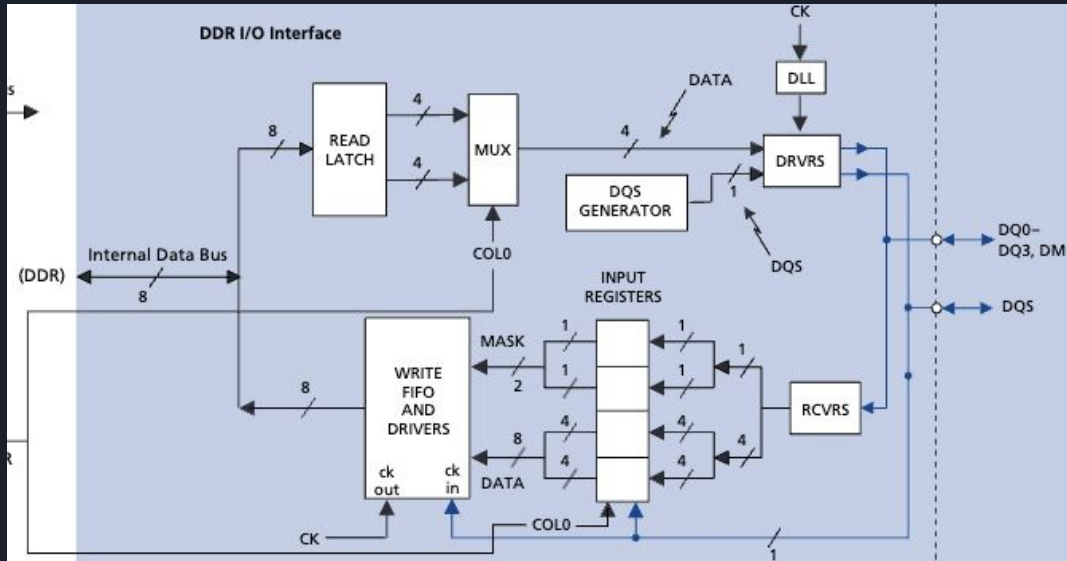 DDR I/O Interface
CK
DLL
DATA
s
4
8
READ
LATCH
MUX
4
4
DRVRS
DQS
GENERATOR
1
COL0
DQS
DQ0–
DQ3, DM
Internal Data Bus
(DDR)
8
INPUT
REGISTERS
DQS
MASK
1
1
1
2
1
1
WRITE
FIFO
AND
DRIVERS
8
RCVRS
4
4
8
4
4
4
R
DATA
ck
out
ck
in
CK
COL0
1